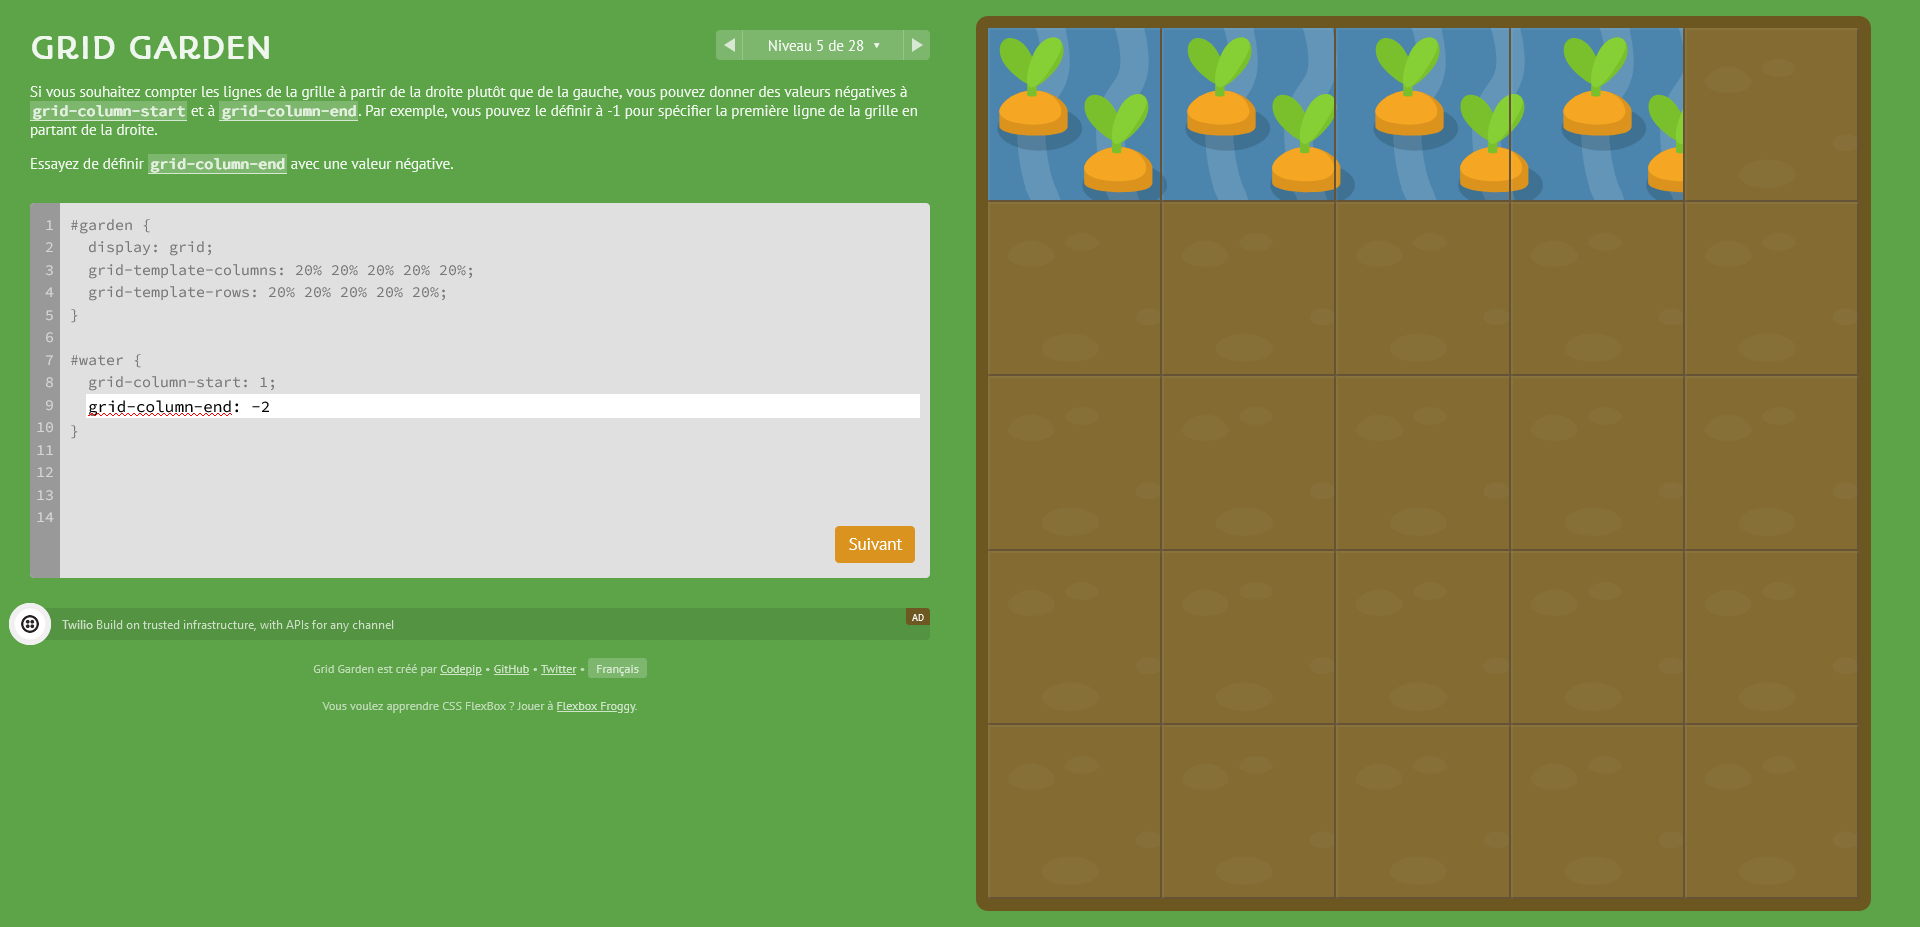 GRID GARDEN
Niveau 5 de 28 ▼
Si vous souhaitez compter les lignes de la grille à partir de la droite plutôt que de la gauche, vous pouvez donner des valeurs négatives à
grid-column-start et à grid-column-end. Par exemple, vous pouvez le définir à -1 pour spécifier la première ligne de la grille en
partant de la droite.
Essayez de définir grid-column-end avec une valeur négative.
1 #garden {
2 display: grid;
3 grid-template-columns: 20% 20% 20% 20% 20%;
4 grid-template-rows: 20% 20% 20% 20% 20%;
5 }
6
7 #water {
8 grid-column-start: 1;
9 grid-column-end: -2
10 }
11
12
13
14
Suivant
Twilio Build on trusted infrastructure, with APIs for any channel
AD
Grid Garden est créé par Codepip • GitHub • Twitter • Français
Vous voulez apprendre CSS FlexBox ? Jouer à Flexbox Froggy.